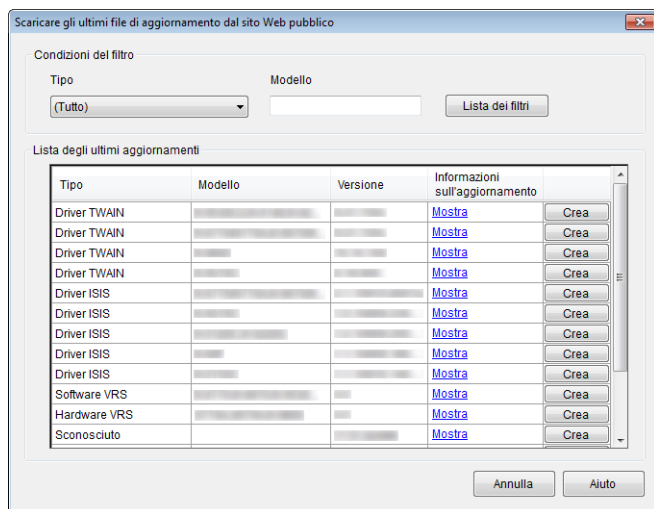 Scaricare gli ultimi file di aggiornamento dal sito Web pubblico
Condizioni del filtro
Tipo Modello
(Tutto) Lista dei filtri
Lista degli ultimi aggiornamenti
Tipo Modello Versione Informazioni sull'aggiornamento
Driver TWAIN Mostra Crea
Driver TWAIN Mostra Crea
Driver TWAIN Mostra Crea
Driver TWAIN Mostra Crea
Driver ISIS Mostra Crea
Driver ISIS Mostra Crea
Driver ISIS Mostra Crea
Driver ISIS Mostra Crea
Driver ISIS Mostra Crea
Software VRS Mostra Crea
Hardware VRS Mostra Crea
Sconosciuto Mostra Crea
Annulla Aiuto